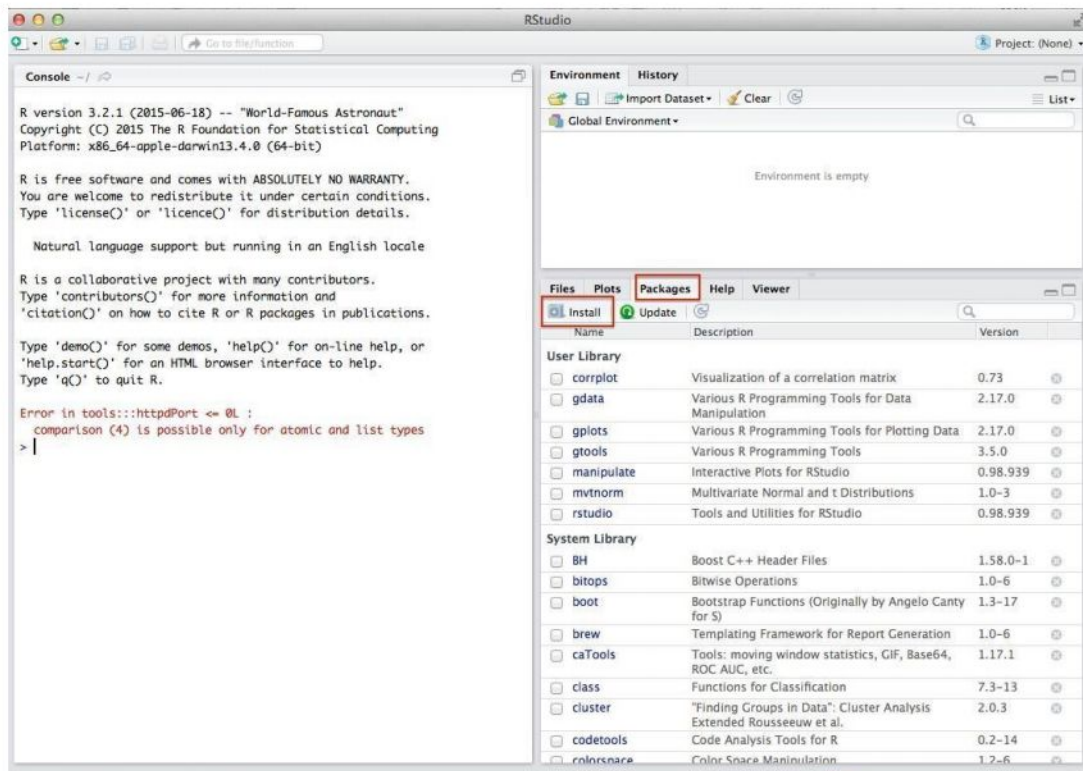 RStudio
Go to file/function
Project: (None)
Console ~/
R version 3.2.1 (2015-06-18) -- "World-Famous Astronaut"
Copyright (C) 2015 The R Foundation for Statistical Computing
Platform: x86_64-apple-darwin13.4.0 (64-bit)
R is free software and comes with ABSOLUTELY NO WARRANTY.
You are welcome to redistribute it under certain conditions.
Type 'license()' or 'licence()' for distribution details.
Natural language support but running in an English locale
R is a collaborative project with many contributors.
Type 'contributors()' for more information and
'citation()' on how to cite R or R packages in publications.
Type 'demo()' for some demos, 'help()' for on-line help, or
'help.start()' for an HTML browser interface to help.
Type 'q()' to quit R.
Error in tools:::httpdPort <= 0L :
comparison (4) is possible only for atomic and list types
>
Environment History
Import Dataset Clear List
Global Environment
Environment is empty
Files Plots Packages Help Viewer
Install Update
Name Description Version
User Library
corrplot Visualization of a correlation matrix 0.73
gdata Various R Programming Tools for Data 2.17.0
Manipulation
gplots Various R Programming Tools for Plotting Data 2.17.0
gtools Various R Programming Tools 3.5.0
manipulate Interactive Plots for RStudio 0.98.939
mvtnorm Multivariate Normal and t Distributions 1.0-3
rstudio Tools and Utilities for RStudio 0.98.939
System Library
BH Boost C++ Header Files 1.58.0-1
bitops Bitwise Operations 1.0-6
boot Bootstrap Functions (Originally by Angelo Canty 1.3-17
for S)
brew Templating Framework for Report Generation 1.0-6
caTools Tools: moving window statistics, GIF, Base64, 1.17.1
ROC AUC, etc.
class Functions for Classification 7.3-13
cluster "Finding Groups in Data": Cluster Analysis 2.0.3
Extended Rousseeuw et al.
codetools Code Analysis Tools for R 0.2-14
colorspace Color Space Manipulation 1.2-6